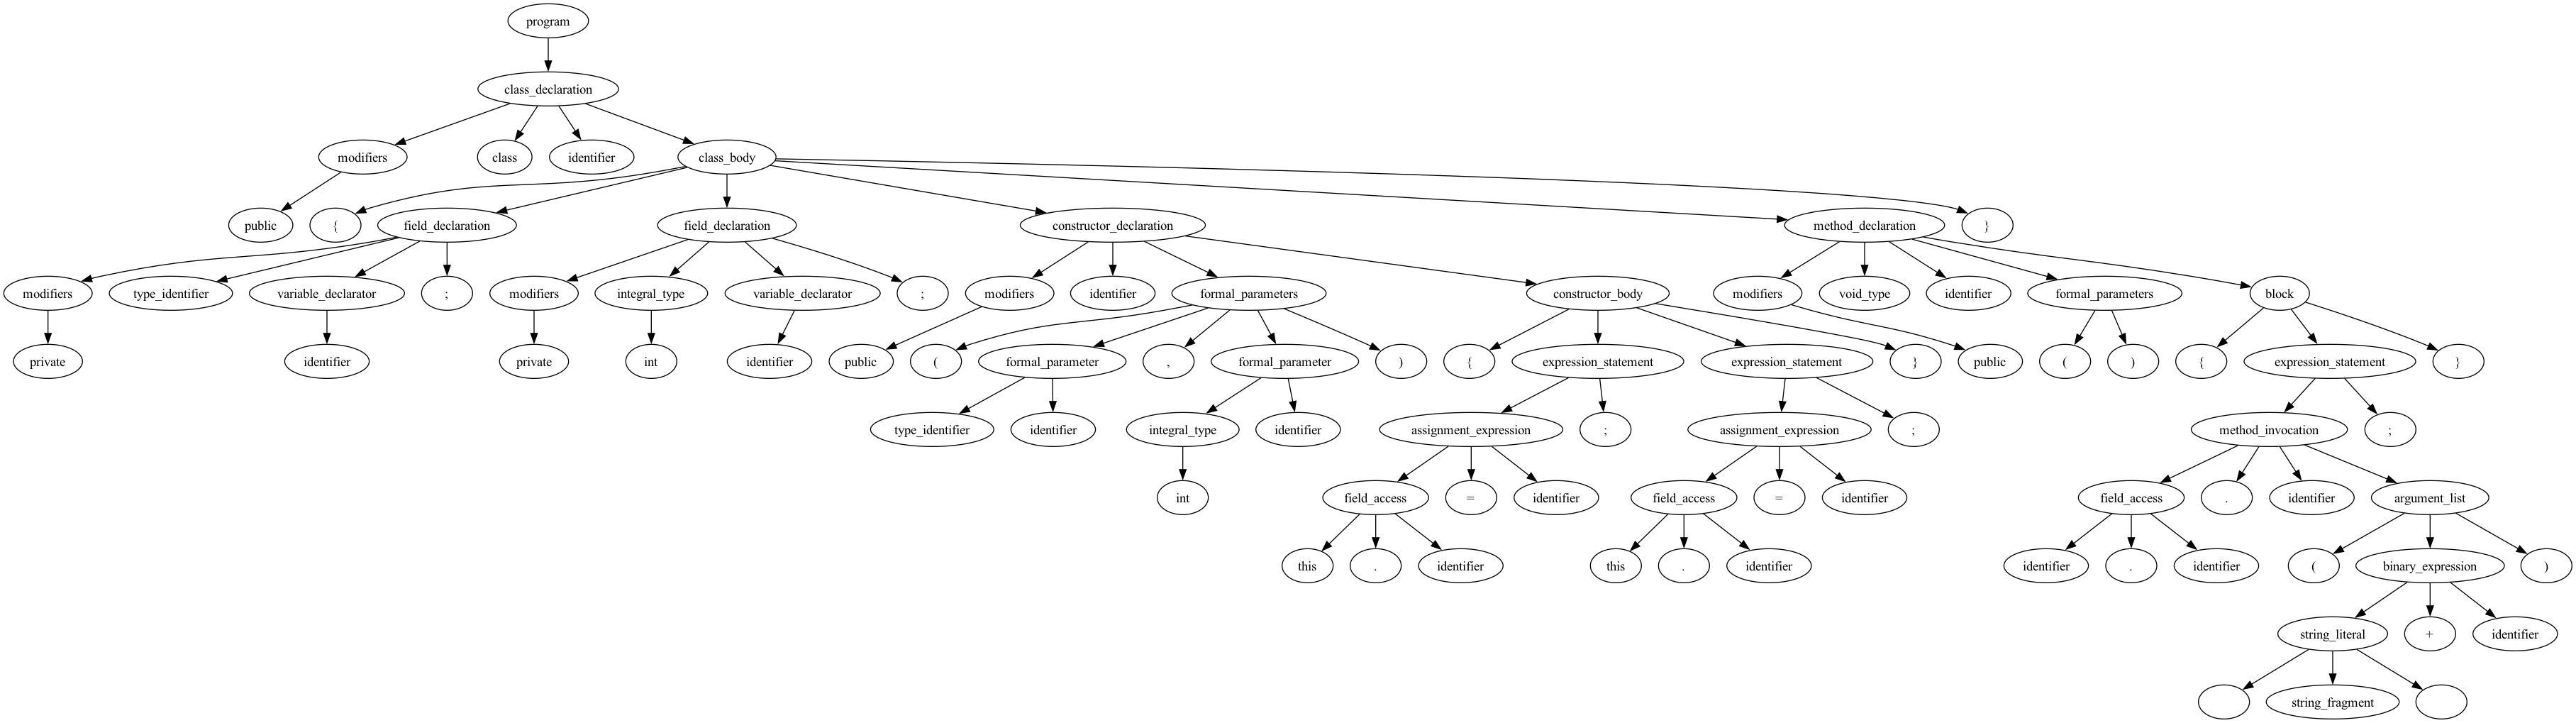 program
class_declaration
modifiers class identifier class_body
public { field_declaration field_declaration constructor_declaration method_declaration }
modifiers type_identifier variable_declarator ; modifiers integral_type variable_declarator ; modifiers identifier formal_parameters constructor_body modifiers void_type identifier formal_parameters block
private identifier private int identifier public ( formal_parameter , formal_parameter ) { expression_statement expression_statement } public ( ) { expression_statement }
type_identifier identifier integral_type identifier assignment_expression ; assignment_expression ; method_invocation ;
int field_access = identifier field_access = identifier field_access . identifier argument_list
this . identifier this . identifier identifier . identifier ( binary_expression )
string_literal + identifier
string_fragment